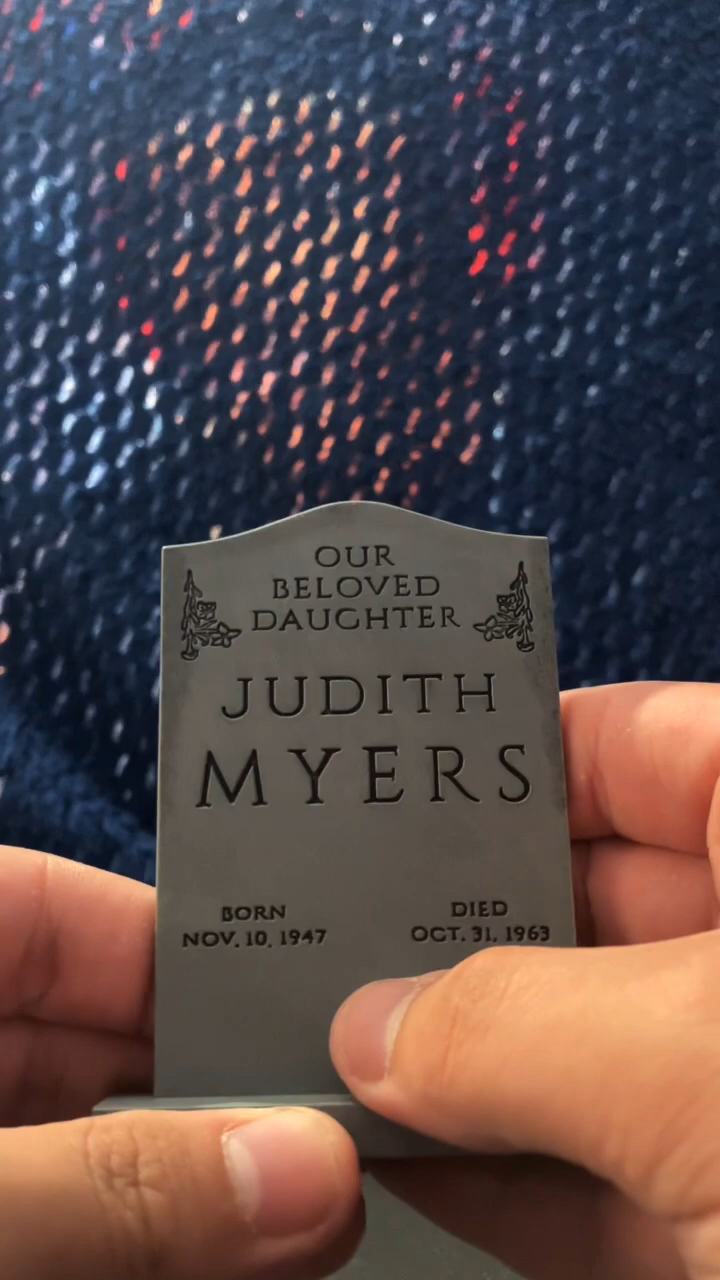 OUR
BELOVED
DAUGHTER
JUDITH
MYERS
BORN
NOV. 10, 1947
DIED
OCT. 31, 1963